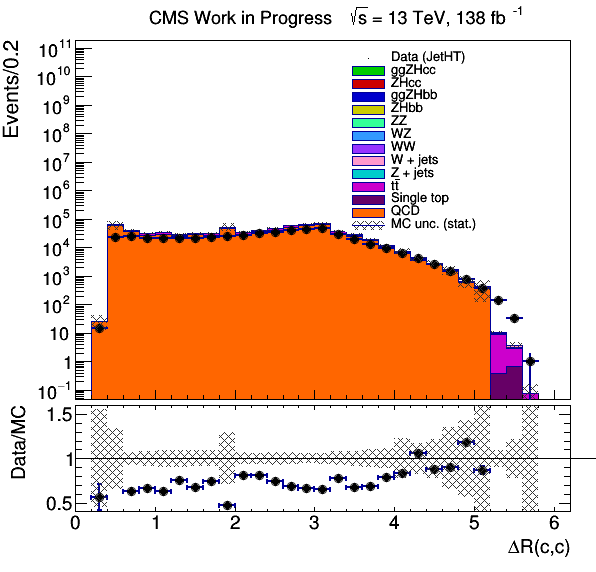 CMS Work in Progress √s = 13 TeV, 138 fb⁻¹
Events/0.2
10¹¹
10¹⁰
10⁹
10⁸
10⁷
10⁶
10⁵
10⁴
10³
10²
10
1
10⁻¹
Data (JetHT)
ggZHcc
ZHcc
ggZHbb
ZHbb
ZZ
WZ
WW
W + jets
Z + jets
tt̄
Single top
QCD
MC unc. (stat.)
Data/MC
1.5
1
0.5
0 1 2 3 4 5 6
ΔR(c,c)